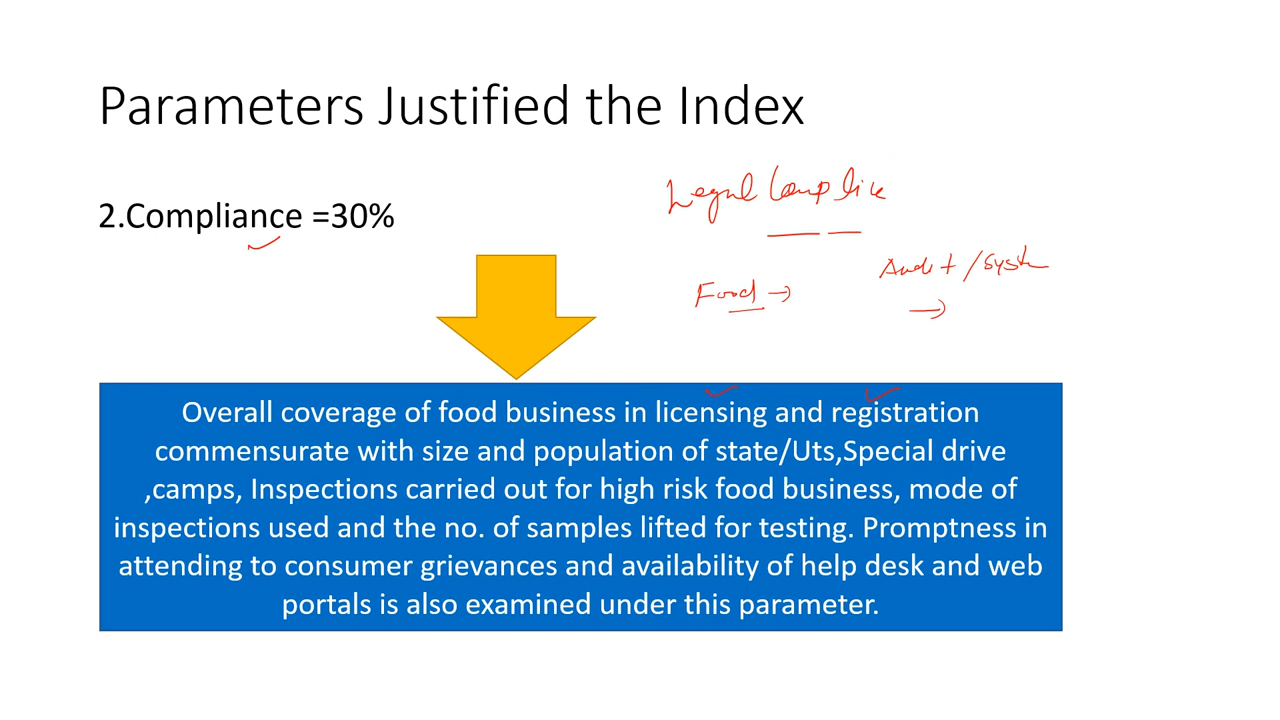 Parameters Justified the Index
2.Compliance =30%
Legal
Food →
Audit /
Overall coverage of food business in licensing and registration
commensurate with size and population of state/Uts,Special drive
,camps, Inspections carried out for high risk food business, mode of
inspections used and the no. of samples lifted for testing. Promptness in
attending to consumer grievances and availability of help desk and web
portals is also examined under this parameter.